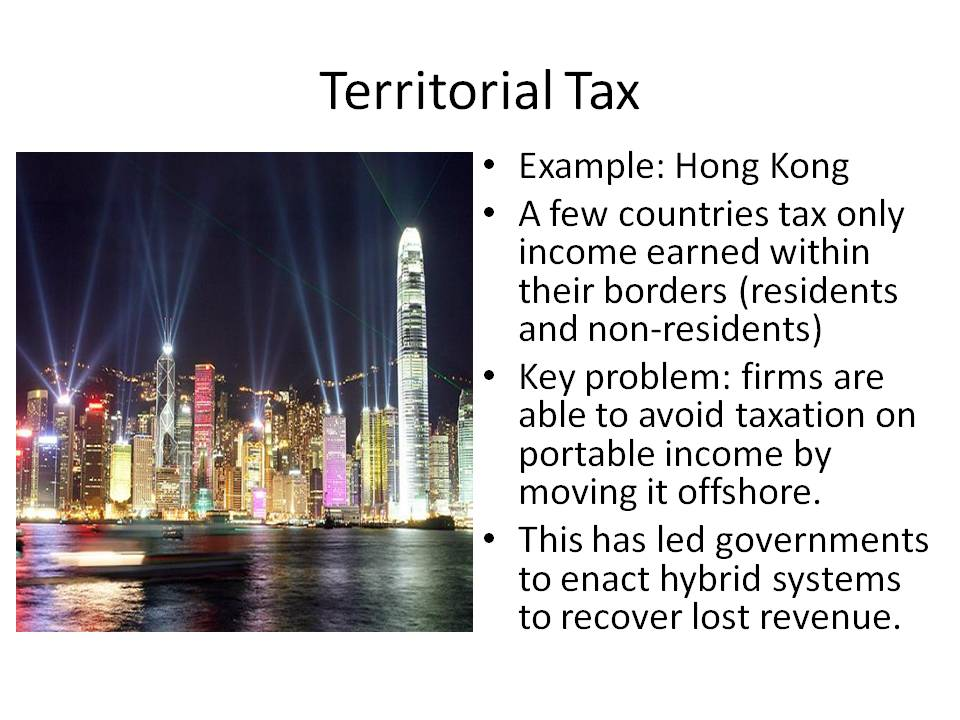 Territorial Tax
• Example: Hong Kong
• A few countries tax only
income earned within
their borders (residents
and non-residents)
• Key problem: firms are
able to avoid taxation on
portable income by
moving it offshore.
• This has led governments
to enact hybrid systems
to recover lost revenue.